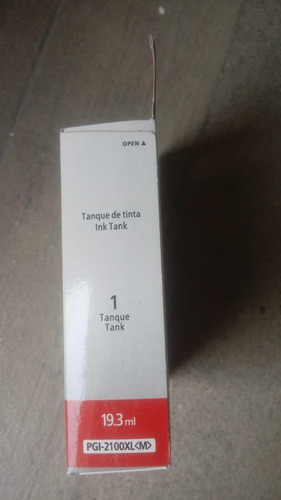 OPEN ▲
Tanque de tinta
Ink Tank
1
Tanque
Tank
19.3 ml
PGI-2100XL<M>